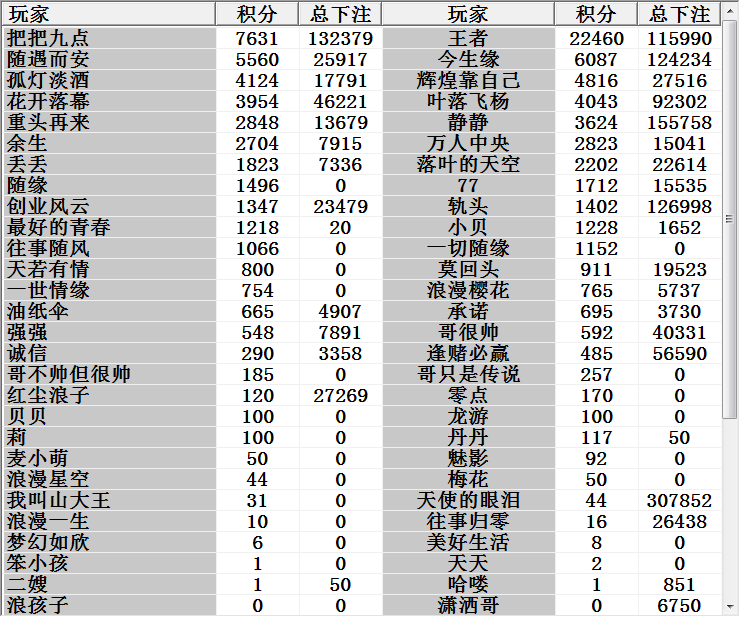 玩家 积分 总下注 玩家 积分 总下注
把把九点 7631 132379 王者 22460 115990
随遇而安 5560 25917 今生缘 6087 124234
孤灯淡酒 4124 17791 辉煌靠自己 4816 27516
花开落幕 3954 46221 叶落飞杨 4043 92302
重头再来 2848 13679 静静 3624 155758
余生 2704 7915 万人中央 2823 15041
丢丢 1823 7336 落叶的天空 2202 22614
随缘 1496 0 77 1712 15535
创业风云 1347 23479 轨头 1402 126998
最好的青春 1218 20 小贝 1228 1652
往事随风 1066 0 一切随缘 1152 0
天若有情 800 0 莫回头 911 19523
一世情缘 754 0 浪漫樱花 765 5737
油纸伞 665 4907 承诺 695 3730
强强 548 7891 哥很帅 592 40331
诚信 290 3358 逢赌必赢 485 56590
哥不帅但很帅 185 0 哥只是传说 257 0
红尘浪子 120 27269 零点 170 0
贝贝 100 0 龙游 100 0
莉 100 0 丹丹 117 50
麦小萌 50 0 魅影 92 0
浪漫星空 44 0 梅花 50 0
我叫山大王 31 0 天使的眼泪 44 307852
浪漫一生 10 0 往事归零 16 26438
梦幻如欣 6 0 美好生活 8 0
笨小孩 1 0 天天 2 0
二嫂 1 50 哈喽 1 851
浪孩子 0 0 潇洒哥 0 6750